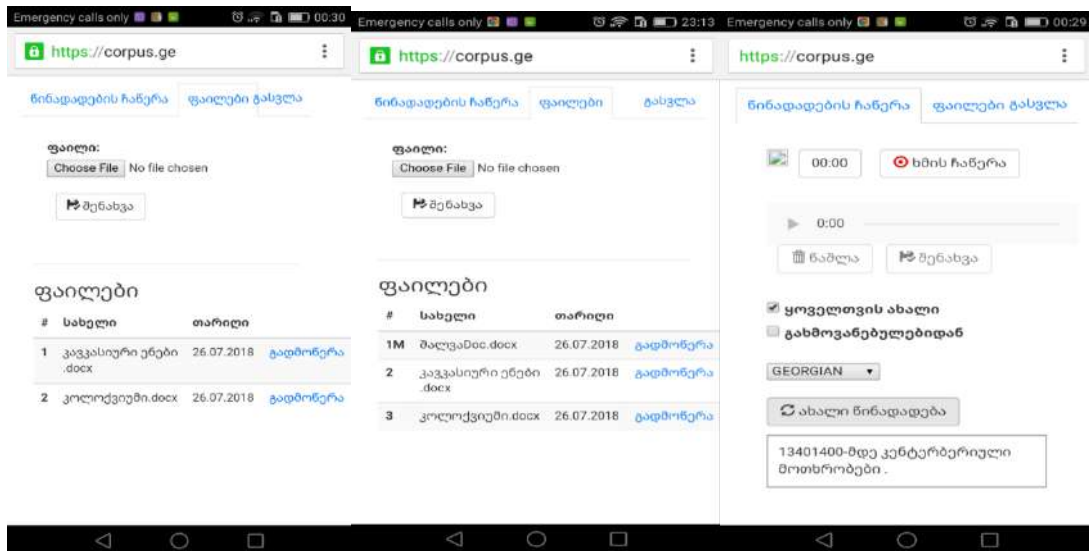 Emergency calls only 00:30
https://corpus.ge
წინადადების ჩაწერა ფაილები გასვლა
ფაილი:
Choose File No file chosen
შენახვა
ფაილები
# სახელი თარიღი
1 კავკასიური ენები 26.07.2018 გადმოწერა
.docx
2 კოლოქვიუმი.docx 26.07.2018 გადმოწერა
Emergency calls only 23:13
https://corpus.ge
წინადადების ჩაწერა ფაილები გასვლა
ფაილი:
Choose File No file chosen
შენახვა
ფაილები
# სახელი თარიღი
1M შალვაDoc.docx 26.07.2018 გადმოწერა
2 კავკასიური ენები 26.07.2018 გადმოწერა
.docx
3 კოლოქვიუმი.docx 26.07.2018 გადმოწერა
Emergency calls only 00:29
https://corpus.ge
წინადადების ჩაწერა ფაილები გასვლა
00:00 ხმის ჩაწერა
0:00
წაშლა შენახვა
ყოველთვის ახალი
გახმოვანებულებიდან
GEORGIAN
ახალი წინადადება
13401400-მდე კენტერბერიული
მოთხრობები .